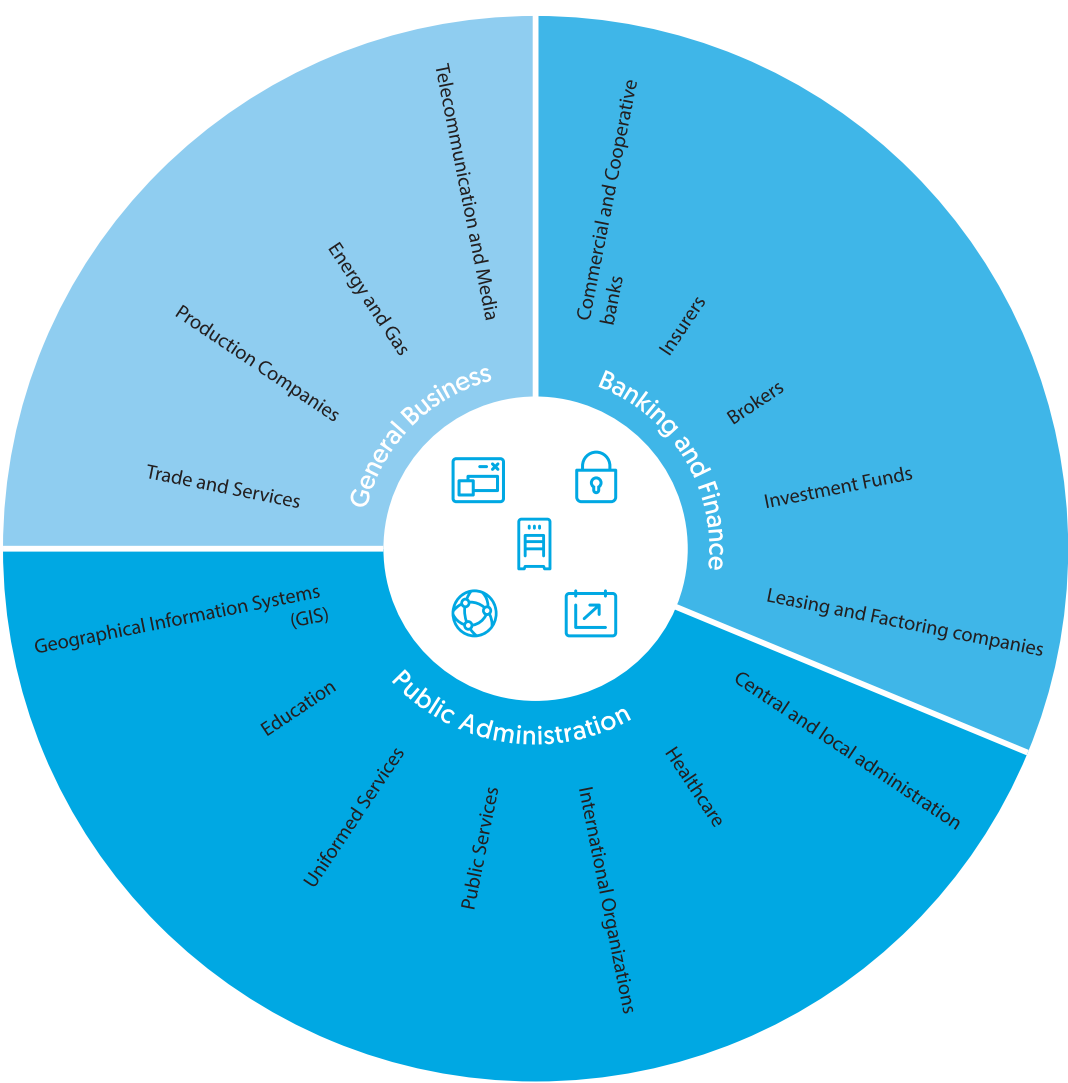 General Business
Telecommunication and Media
Energy and Gas
Production Companies
Trade and Services
Banking and Finance
Commercial and Cooperative
banks
Insurers
Brokers
Investment Funds
Leasing and Factoring companies
Public Administration
Central and local administration
Healthcare
International Organizations
Public Services
Uniformed Services
Education
Geographical Information Systems
(GIS)